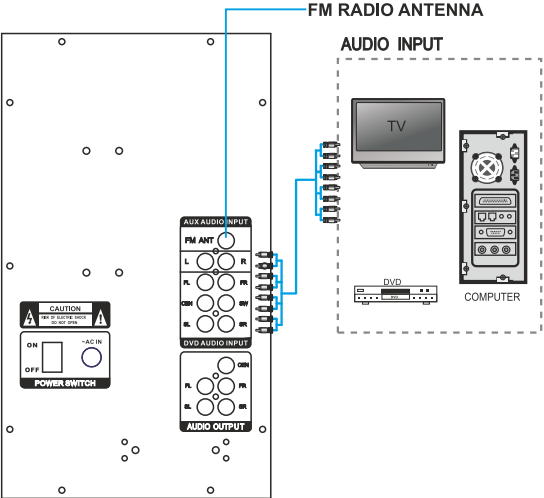 FM RADIO ANTENNA
AUDIO INPUT
TV
AUX AUDIO INPUT
FM ANT
L R
FL FR
CEN SW
SL SR
DVD AUDIO INPUT
DVD
DVD
COMPUTER
CAUTION
RISK OF ELECTRIC SHOCK
DO NOT OPEN
ON
~AC IN
OFF
POWER SWITCH
CEN
FL FR
SL SR
AUDIO OUTPUT